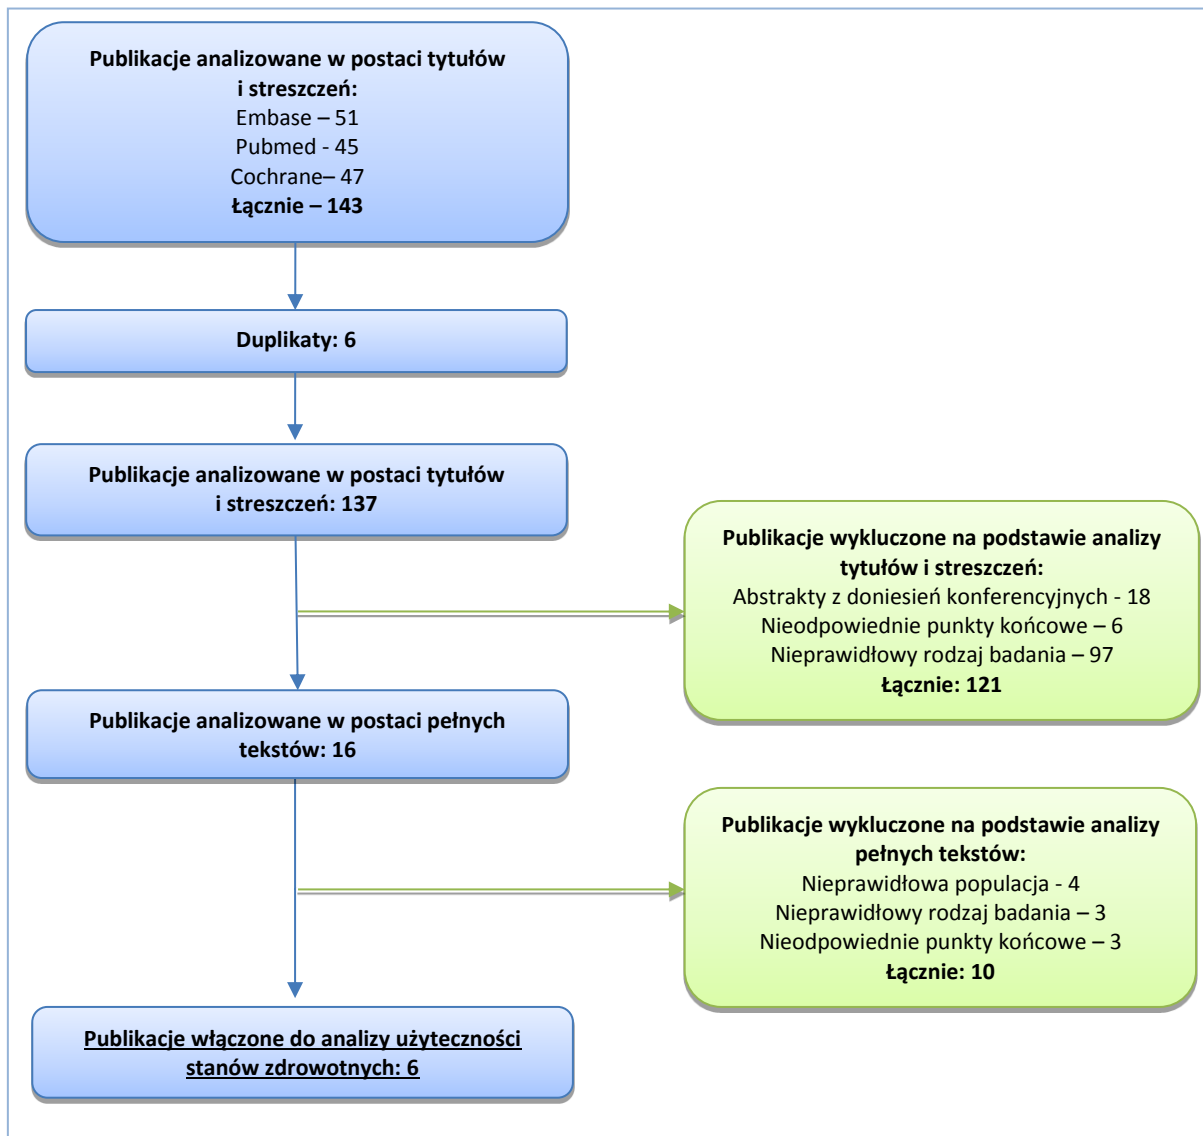 Publikacje analizowane w postaci tytułów
i streszczeń:
Embase – 51
Pubmed - 45
Cochrane– 47
Łącznie – 143
Duplikaty: 6
Publikacje analizowane w postaci tytułów
i streszczeń: 137
Publikacje wykluczone na podstawie analizy
tytułów i streszczeń:
Abstrakty z doniesień konferencyjnych - 18
Nieodpowiednie punkty końcowe – 6
Nieprawidłowy rodzaj badania – 97
Łącznie: 121
Publikacje analizowane w postaci pełnych
tekstów: 16
Publikacje wykluczone na podstawie analizy
pełnych tekstów:
Nieprawidłowa populacja - 4
Nieprawidłowy rodzaj badania – 3
Nieodpowiednie punkty końcowe – 3
Łącznie: 10
Publikacje włączone do analizy użyteczności
stanów zdrowotnych: 6